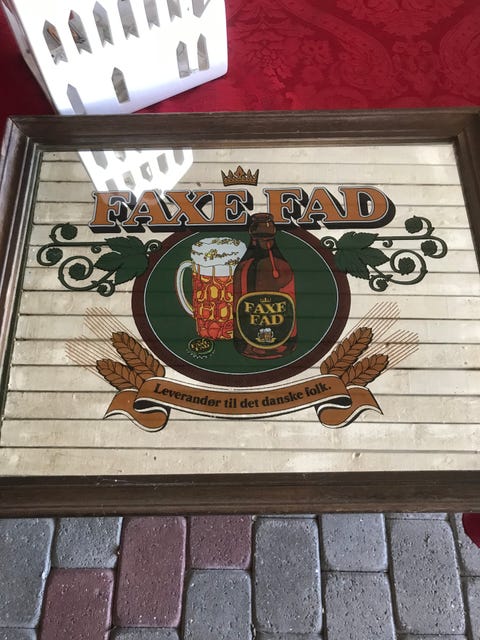 FAXE FAD
FAXE
FAD
Leverandør til det danske folk.